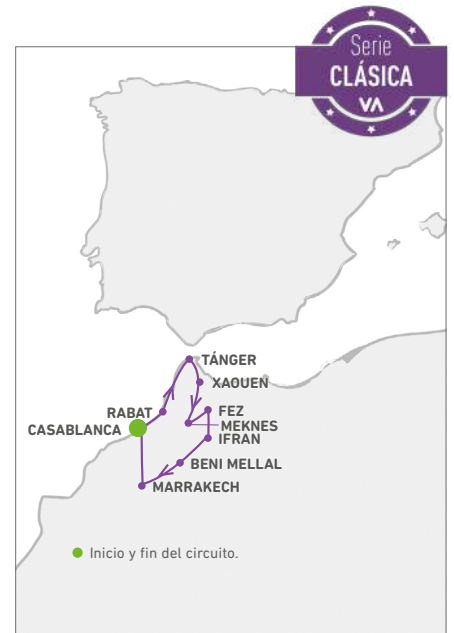 Serie
CLÁSICA
VA
TÁNGER
XAOUEN
RABAT
FEZ
CASABLANCA
MEKNES
IFRAN
BENI MELLAL
MARRAKECH
Inicio y fin del circuito.